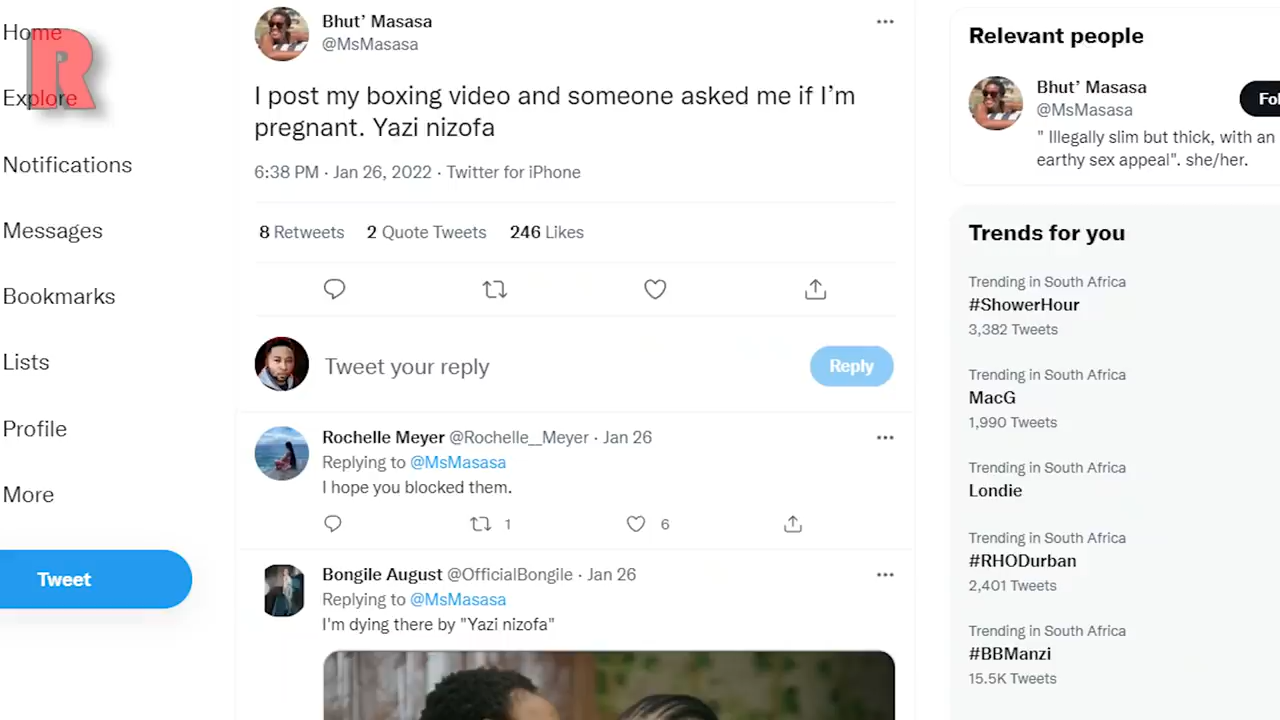 Home
R
Explore
Notifications
Messages
Bookmarks
Lists
Profile
More
Tweet
Bhut’ Masasa
@MsMasasa
I post my boxing video and someone asked me if I’m
pregnant. Yazi nizofa
6:38 PM · Jan 26, 2022 · Twitter for iPhone
8 Retweets 2 Quote Tweets 246 Likes
Tweet your reply
Reply
Rochelle Meyer @Rochelle__Meyer · Jan 26
Replying to @MsMasasa
I hope you blocked them.
1 6
Bongile August @OfficialBongile · Jan 26
Replying to @MsMasasa
I'm dying there by "Yazi nizofa"
Relevant people
Bhut’ Masasa
@MsMasasa
Fol
" Illegally slim but thick, with an
earthy sex appeal". she/her.
Trends for you
Trending in South Africa
#ShowerHour
3,382 Tweets
Trending in South Africa
MacG
1,990 Tweets
Trending in South Africa
Londie
Trending in South Africa
#RHODurban
2,401 Tweets
Trending in South Africa
#BBManzi
15.5K Tweets